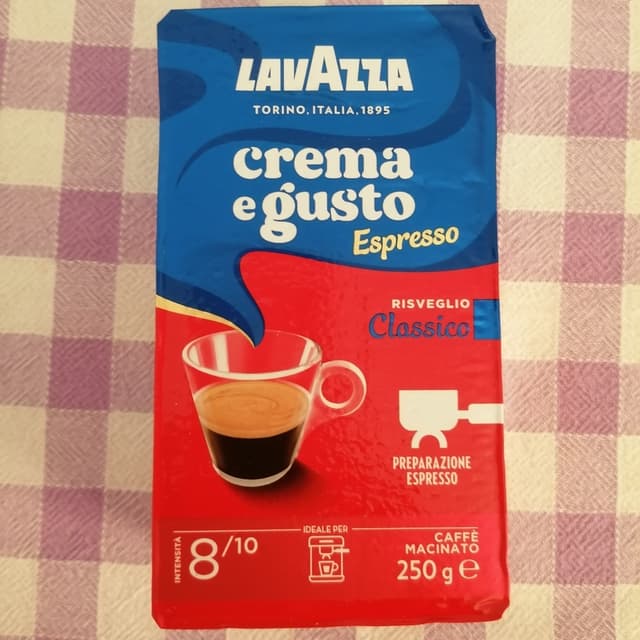 LAVAZZA
TORINO, ITALIA, 1895
crema
e gusto
Espresso
RISVEGLIO
Classico
PREPARAZIONE
ESPRESSO
INTENSITÀ
8/10
IDEALE PER
CAFFÈ
MACINATO
250 g ℮